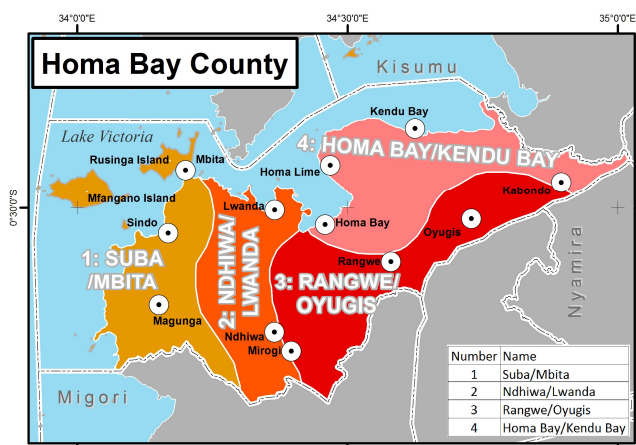 34°00'0"E
34°30'0"E
35°00'0"E
Homa Bay County
Kisumu
Kendu Bay
Lake Victoria
4: HOMA BAY/KENDU BAY
Rusinga Island
Mbita
Homa Lime
Kabondo
Mfangano Island
Lwanda
0°30'0"S
Sindo
Homa Bay
Oyugis
1: SUBA
/MBITA
2: NDHIWA/
LWANDA
Rangwe
3: RANGWE/
OYUGIS
Nyamira
Magunga
Ndhiwa
Mirogi
Migori
Number Name
1 Suba/Mbita
2 Ndhiwa/Lwanda
3 Rangwe/Oyugis
4 Homa Bay/Kendu Bay